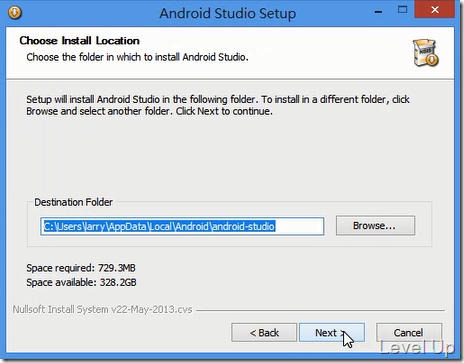 Android Studio Setup
Choose Install Location
Choose the folder in which to install Android Studio.
Setup will install Android Studio in the following folder. To install in a different folder, click
Browse and select another folder. Click Next to continue.
Destination Folder
C:\Users\larry\AppData\Local\Android\android-studio
Browse...
Space required: 729.3MB
Space available: 328.2GB
Nullsoft Install System v22-May-2013.cvs
< Back
Next >
Cancel
Level Up